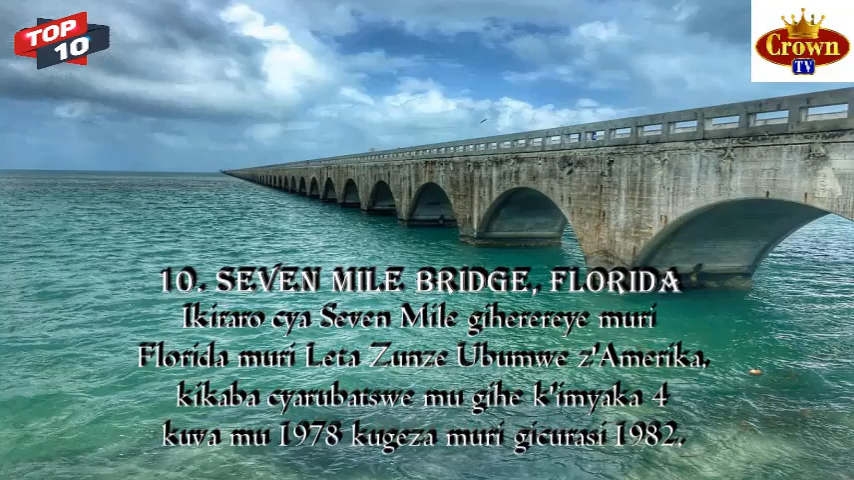 TOP
10
Crown
TV
10. SEVEN MILE BRIDGE, FLORIDA
Ikiraro cya Seven Mile giherereye muri
Florida muri Leta Zunze Ubumwe z'Amerika,
kikaba cyarubatswe mu gihe k'imyaka 4
kuva mu 1978 kugeza muri gicurasi 1982.